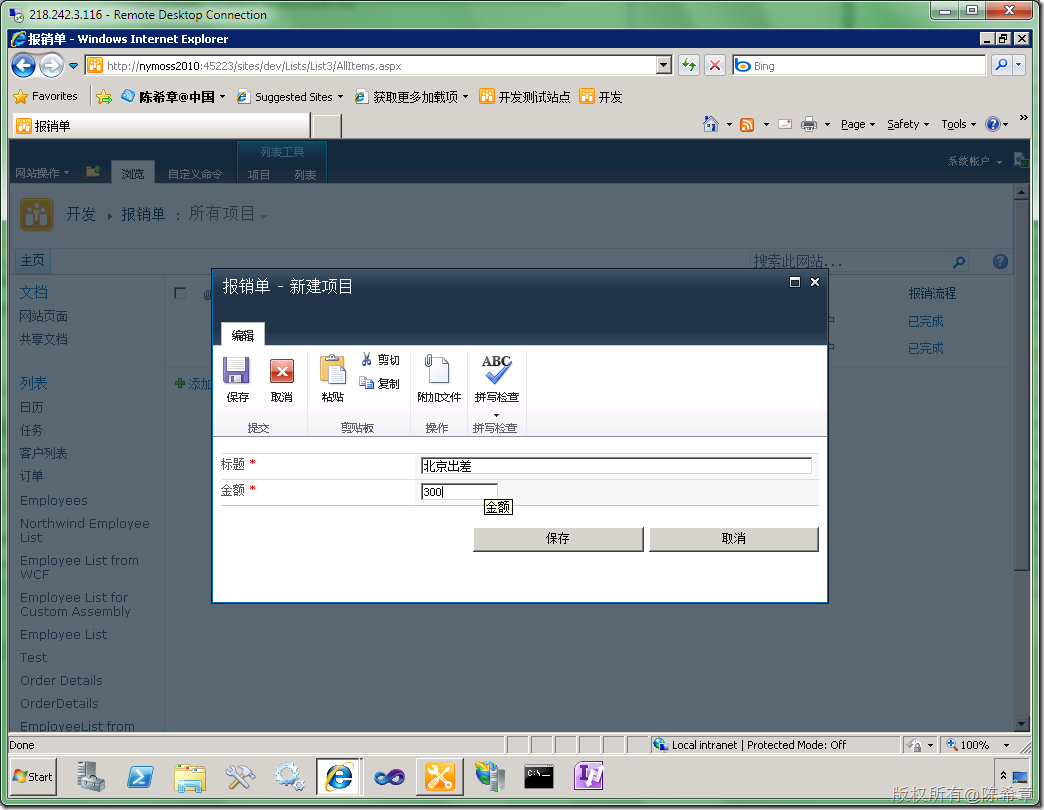 218.242.3.116 - Remote Desktop Connection
报销单 - Windows Internet Explorer
http://nymoss2010:45223/sites/dev/Lists/List3/AllItems.aspx
Bing
Favorites
陈希章@中国
Suggested Sites
获取更多加载项
开发测试站点
开发
报销单
Page
Safety
Tools
列表工具
系统帐户
网站操作
浏览
自定义命令
项目
列表
开发
报销单
:
所有项目
主页
搜索此网站...
报销单 - 新建项目
文档
网站页面
共享文档
列表
日历
任务
客户列表
订单
Employees
Northwind Employee
List
Employee List from
WCF
Employee List for
Custom Assembly
Employee List
Test
Order Details
OrderDetails
EmployeeList from
添加
报销流程
已完成
已完成
编辑
保存
取消
粘贴
剪切
复制
附加文件
ABC
拼写检查
提交
剪贴板
操作
拼写检查
标题 *
北京出差
金额 *
300
金额
保存
取消
Done
Local intranet | Protected Mode: Off
100%
Start
C:\
版权所有@陈希章